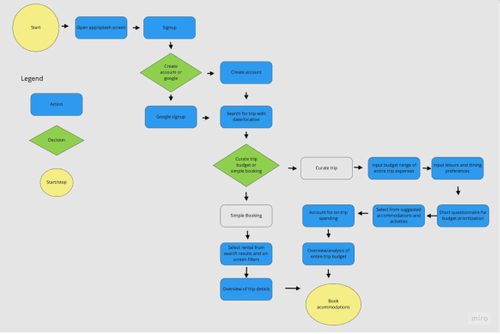 Start
Open app/splash screen
Signup
Create
account or
google
Create account
Legend
Action
Google signup
Search for trip with
date/location
Decision
Curate trip
budget or
simple booking
Curate trip
Input budget range of
entire trip expenses
Input leisure and dining
preferences
Start/stop
Simple Booking
Account for on-trip
spending
Select from suggested
accomodations and
activities
Short questionnaire for
budget prioritization
Select rental from
search results and on-
screen filters
Overview/analysis of
entire trip budget
Overview of trip details
Book
accomodations
miro